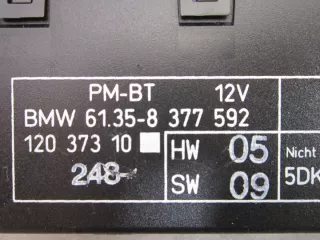 PM-BT 12V
BMW 61.35-8 377 592
120 373 10 HW 05 Nicht
248- SW 09 5DK